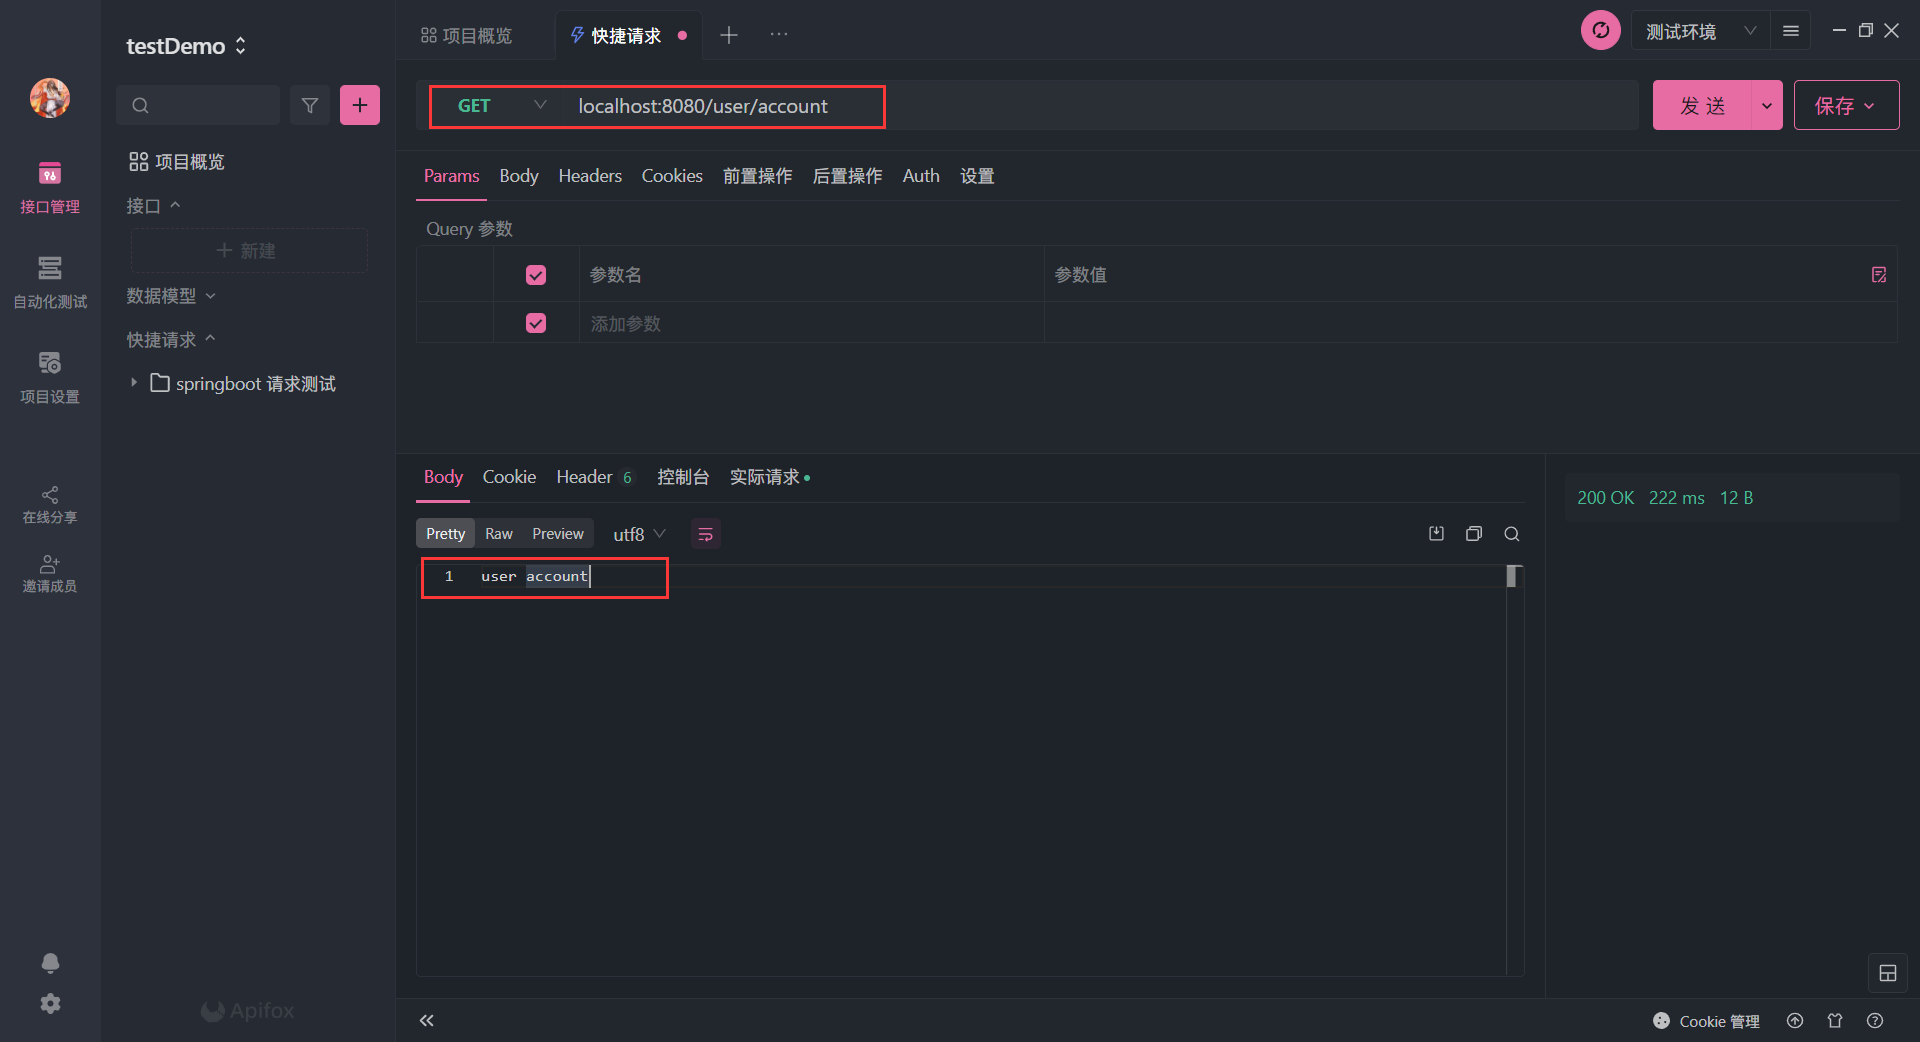 testDemo
项目概览
快捷请求
测试环境
GET
localhost:8080/user/account
发 送
保存
接口管理
自动化测试
项目设置
在线分享
邀请成员
项目概览
接口
新建
数据模型
快捷请求
springboot 请求测试
Apifox
Params
Body
Headers
Cookies
前置操作
后置操作
Auth
设置
Query 参数
参数名
参数值
添加参数
Body
Cookie
Header 6
控制台
实际请求
200 OK 222 ms 12 B
Pretty
Raw
Preview
utf8
1 user account
Cookie 管理